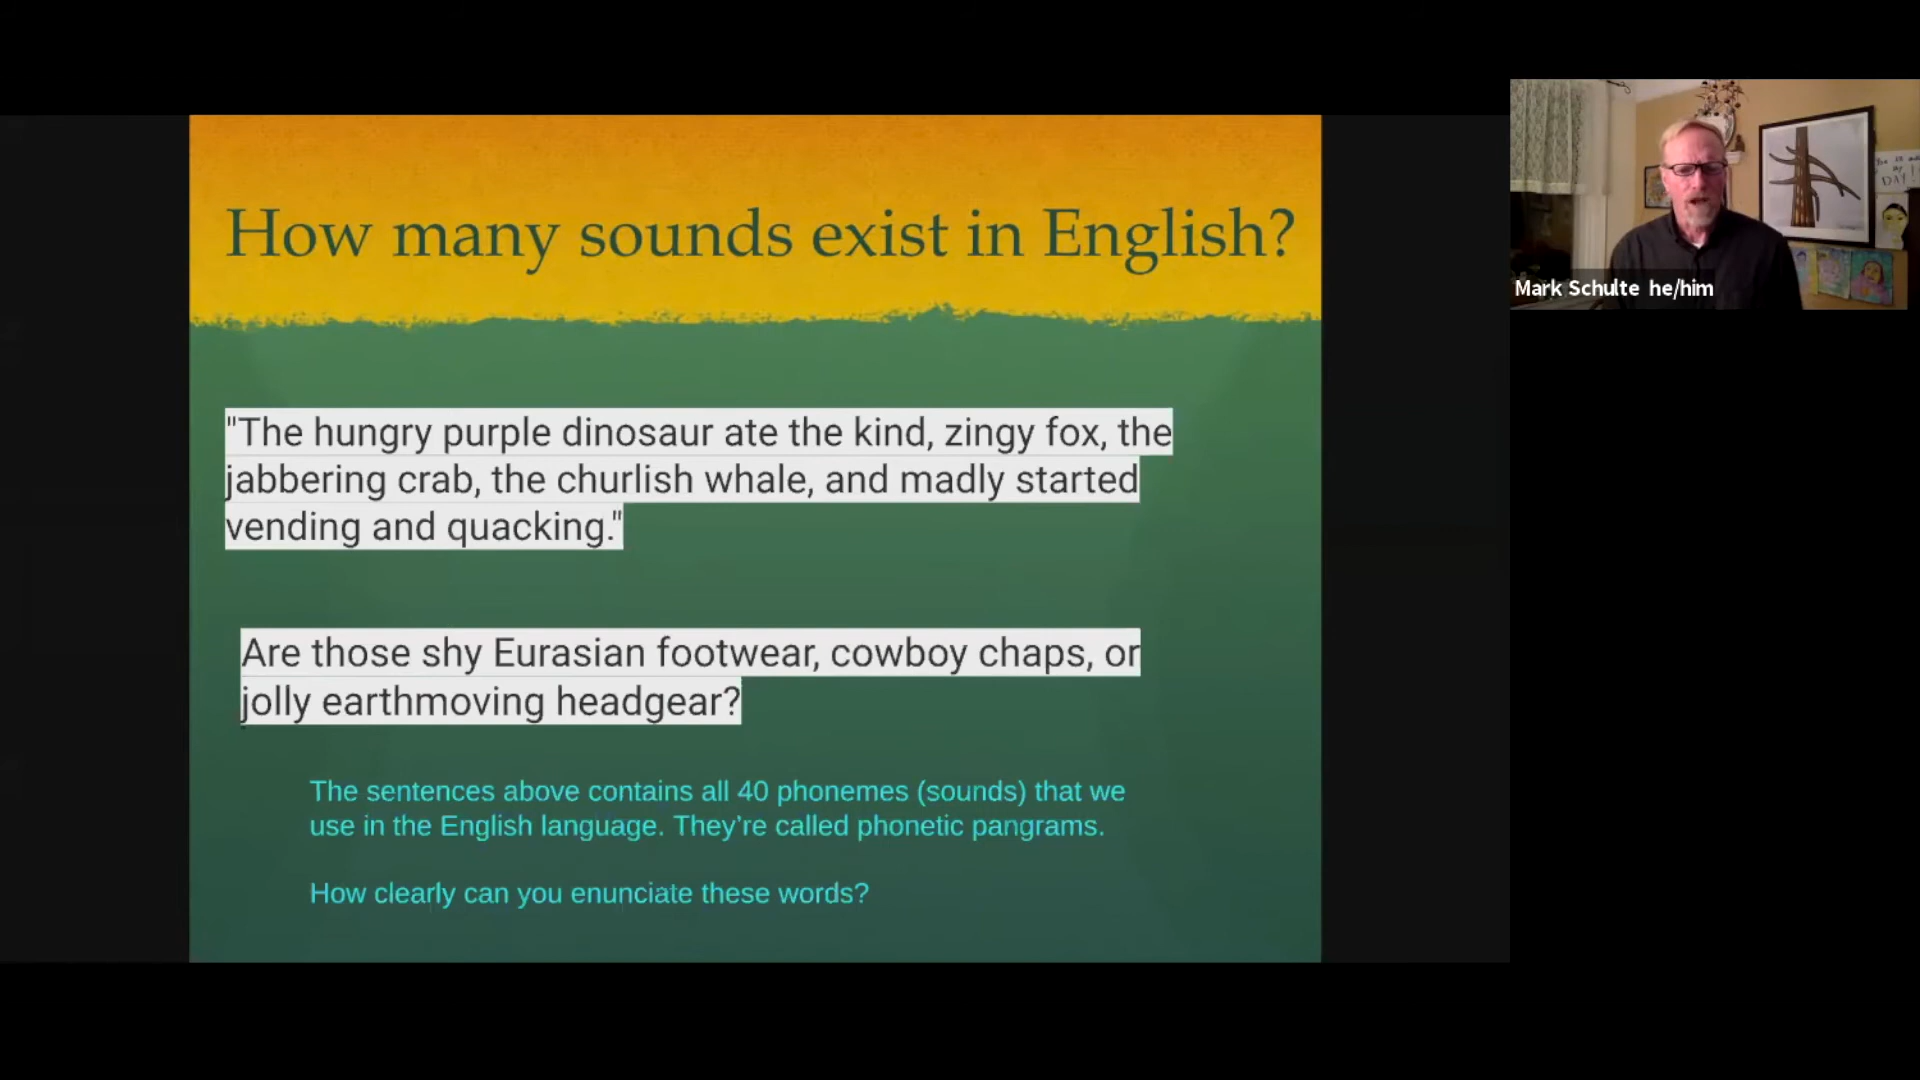 How many sounds exist in English?
"The hungry purple dinosaur ate the kind, zingy fox, the
jabbering crab, the churlish whale, and madly started
vending and quacking."
Are those shy Eurasian footwear, cowboy chaps, or
jolly earthmoving headgear?
The sentences above contains all 40 phonemes (sounds) that we
use in the English language. They're called phonetic pangrams.
How clearly can you enunciate these words?
DAY!!
Mark Schulte he/him